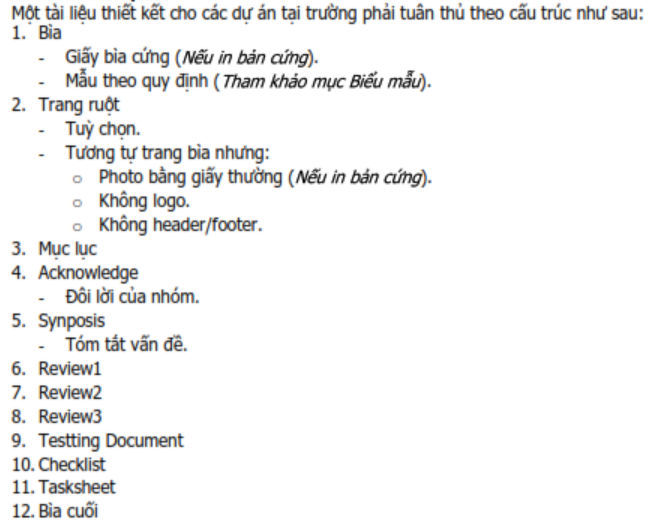 Một tài liệu thiết kết cho các dự án tại trường phải tuân thủ theo cấu trúc như sau:
1. Bìa
- Giấy bìa cứng (Nếu in bản cứng).
- Mẫu theo quy định (Tham khảo mục Biểu mẫu).
2. Trang ruột
- Tuỳ chọn.
- Tương tự trang bìa nhưng:
○ Photo bằng giấy thường (Nếu in bản cứng).
○ Không logo.
○ Không header/footer.
3. Mục lục
4. Acknowledge
- Đôi lời của nhóm.
5. Synposis
- Tóm tắt vấn đề.
6. Review1
7. Review2
8. Review3
9. Testting Document
10. Checklist
11. Tasksheet
12. Bìa cuối